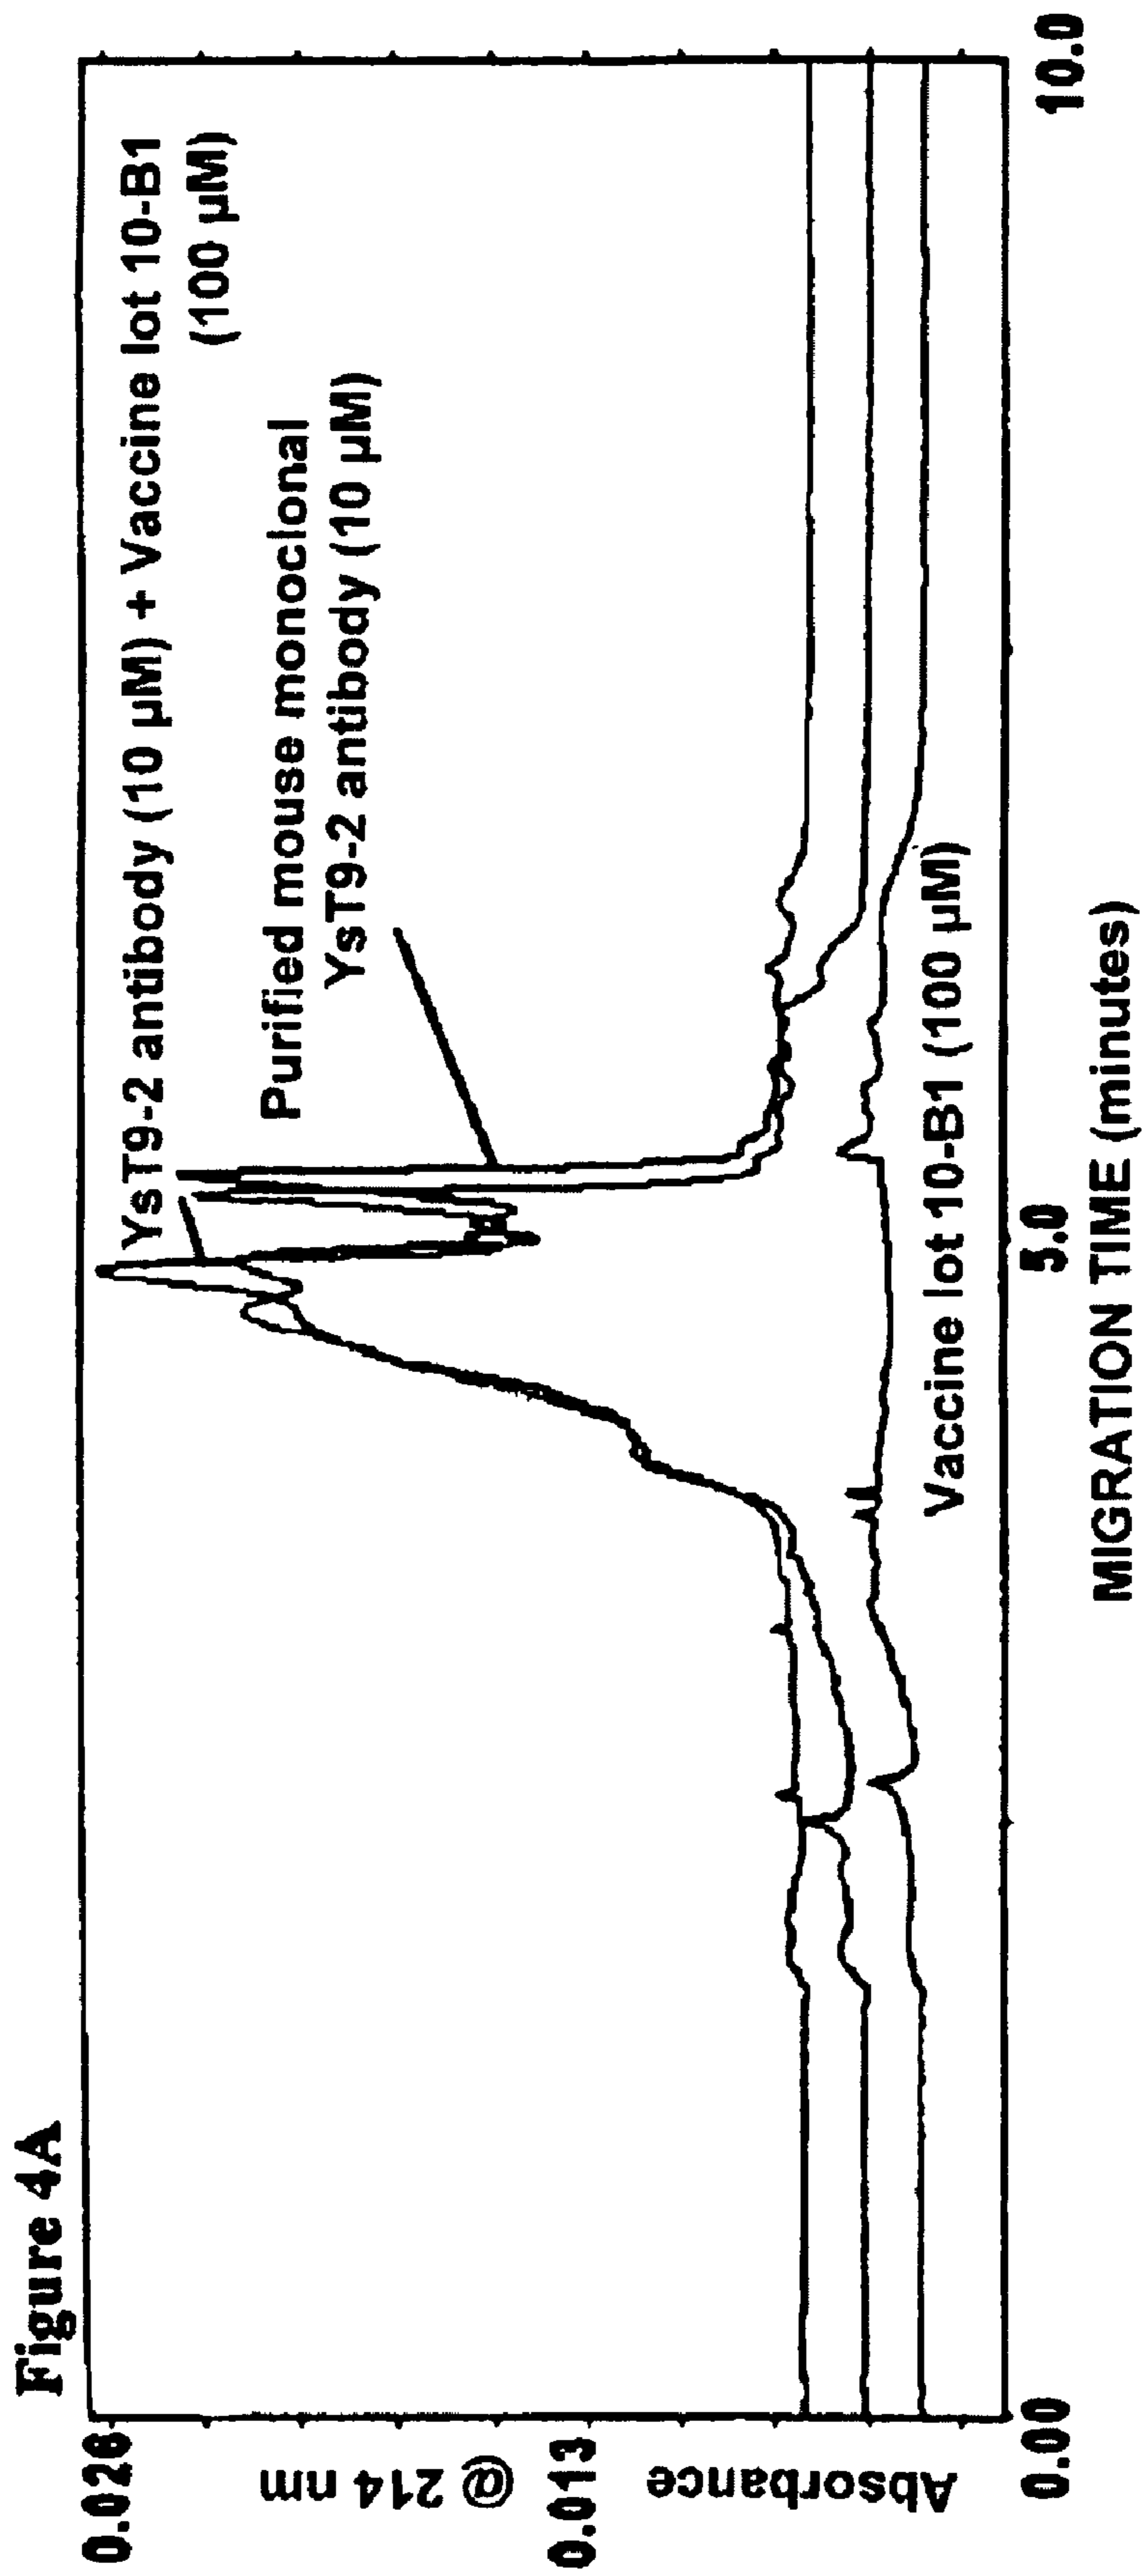 Figure 4A
0.026
@ 214 nm
0.013
Absorbance
YsT9-2 antibody (10 µM) + Vaccine lot 10-B1
(100 µM)
Purified mouse monoclonal
YsT9-2 antibody (10 µM)
Vaccine lot 10-B1 (100 µM)
0.00
5.0
10.0
MIGRATION TIME (minutes)